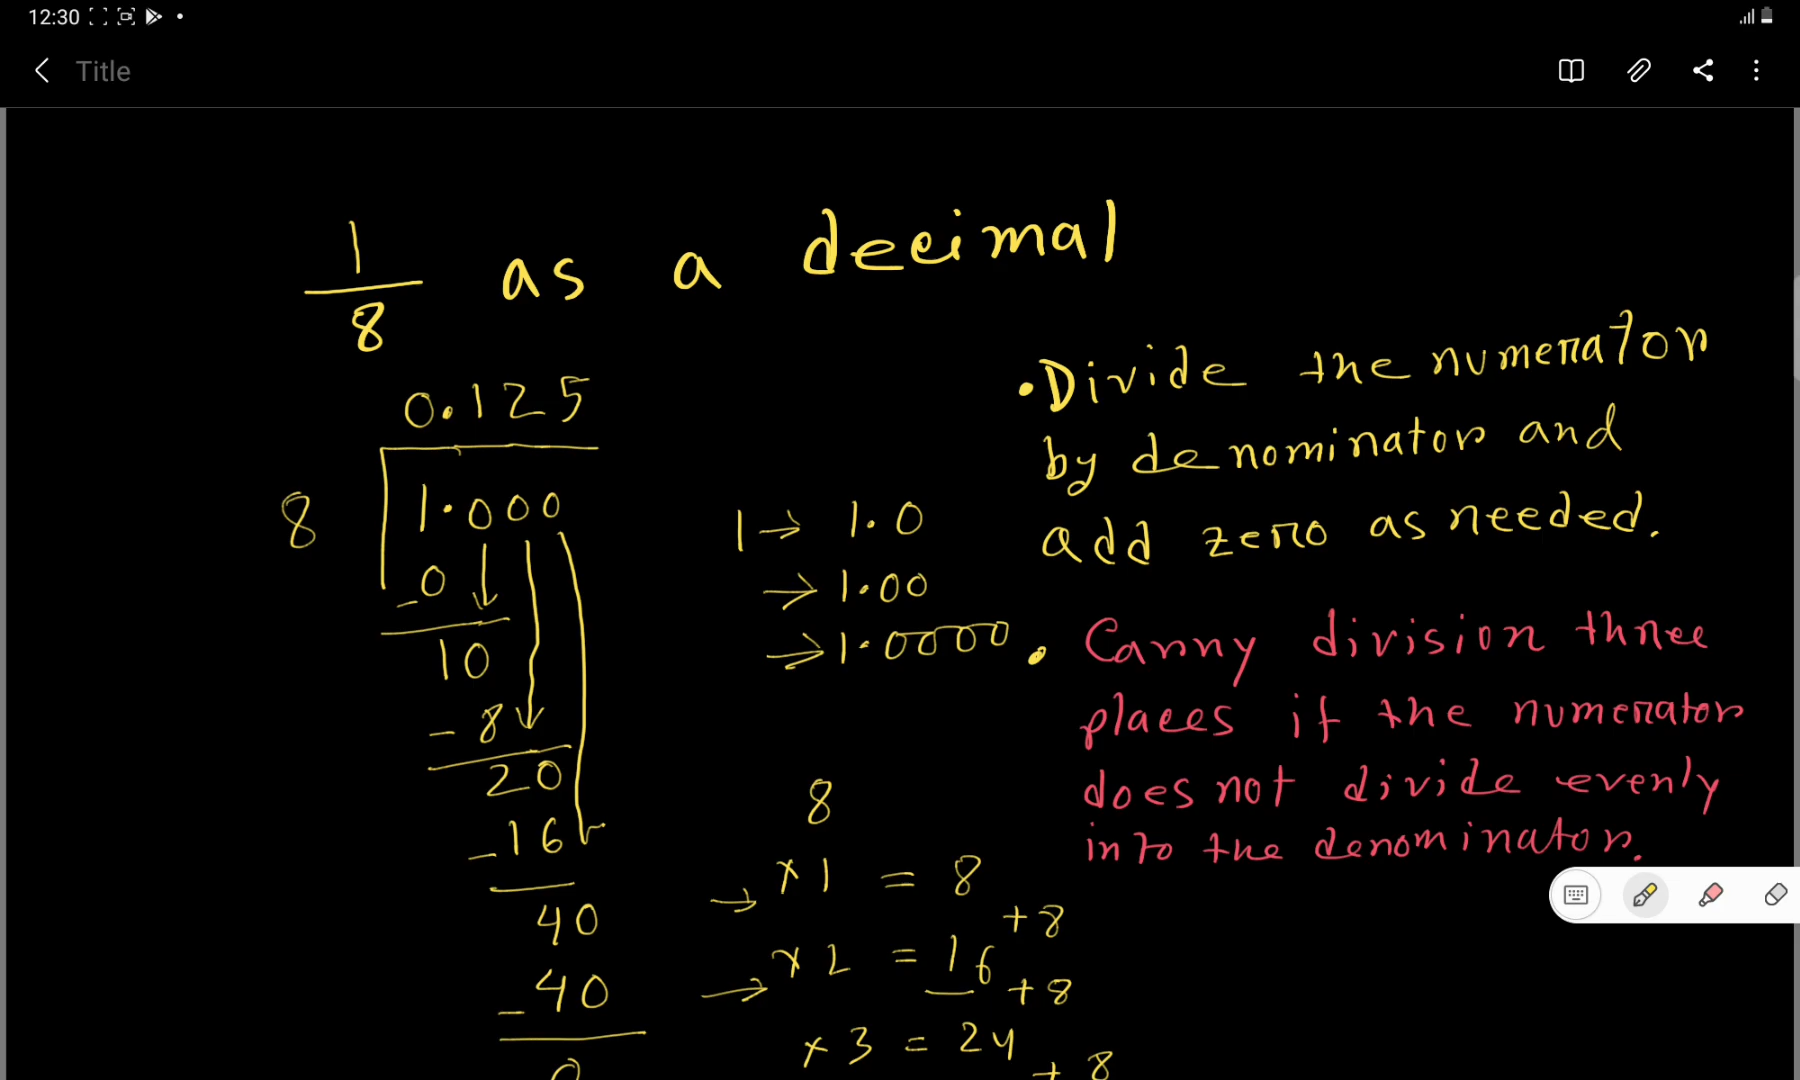 12:30
Title
1
8
as a decimal
0.125
8
1.000
- 0
10
- 8
20
- 16
40
- 40
0
1 → 1.0
→ 1.00
→ 1.0000
• Divide the numerator
by denominator and
add zero as needed.
• Carry division three
places if the numerator
does not divide evenly
into the denominator.
8
→ × 1 = 8
+ 8
→ × 2 = 16
+ 8
× 3 = 24
+ 8